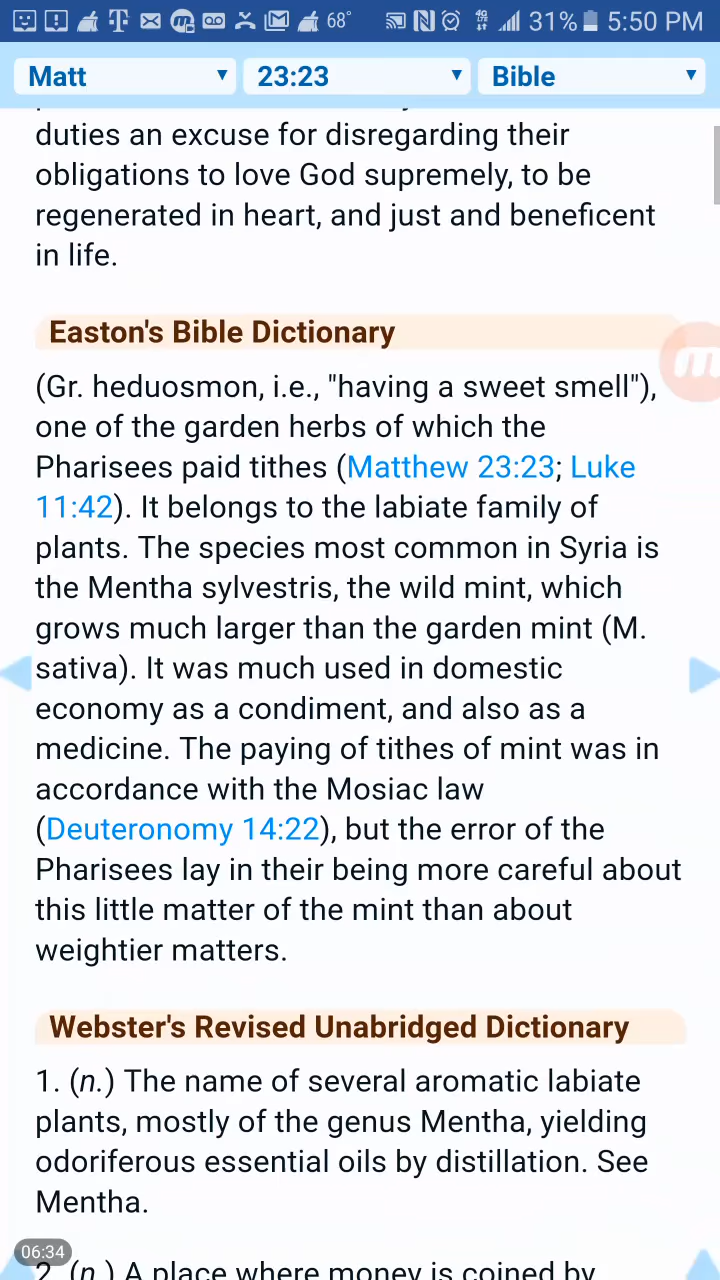 68° 31% 5:50 PM
Matt 23:23 Bible
duties an excuse for disregarding their
obligations to love God supremely, to be
regenerated in heart, and just and beneficent
in life.
Easton's Bible Dictionary
(Gr. heduosmon, i.e., "having a sweet smell"),
one of the garden herbs of which the
Pharisees paid tithes (Matthew 23:23; Luke
11:42). It belongs to the labiate family of
plants. The species most common in Syria is
the Mentha sylvestris, the wild mint, which
grows much larger than the garden mint (M.
sativa). It was much used in domestic
economy as a condiment, and also as a
medicine. The paying of tithes of mint was in
accordance with the Mosiac law
(Deuteronomy 14:22), but the error of the
Pharisees lay in their being more careful about
this little matter of the mint than about
weightier matters.
Webster's Revised Unabridged Dictionary
1. (n.) The name of several aromatic labiate
plants, mostly of the genus Mentha, yielding
odoriferous essential oils by distillation. See
Mentha.
06:34
2. (n.) A place where money is coined by